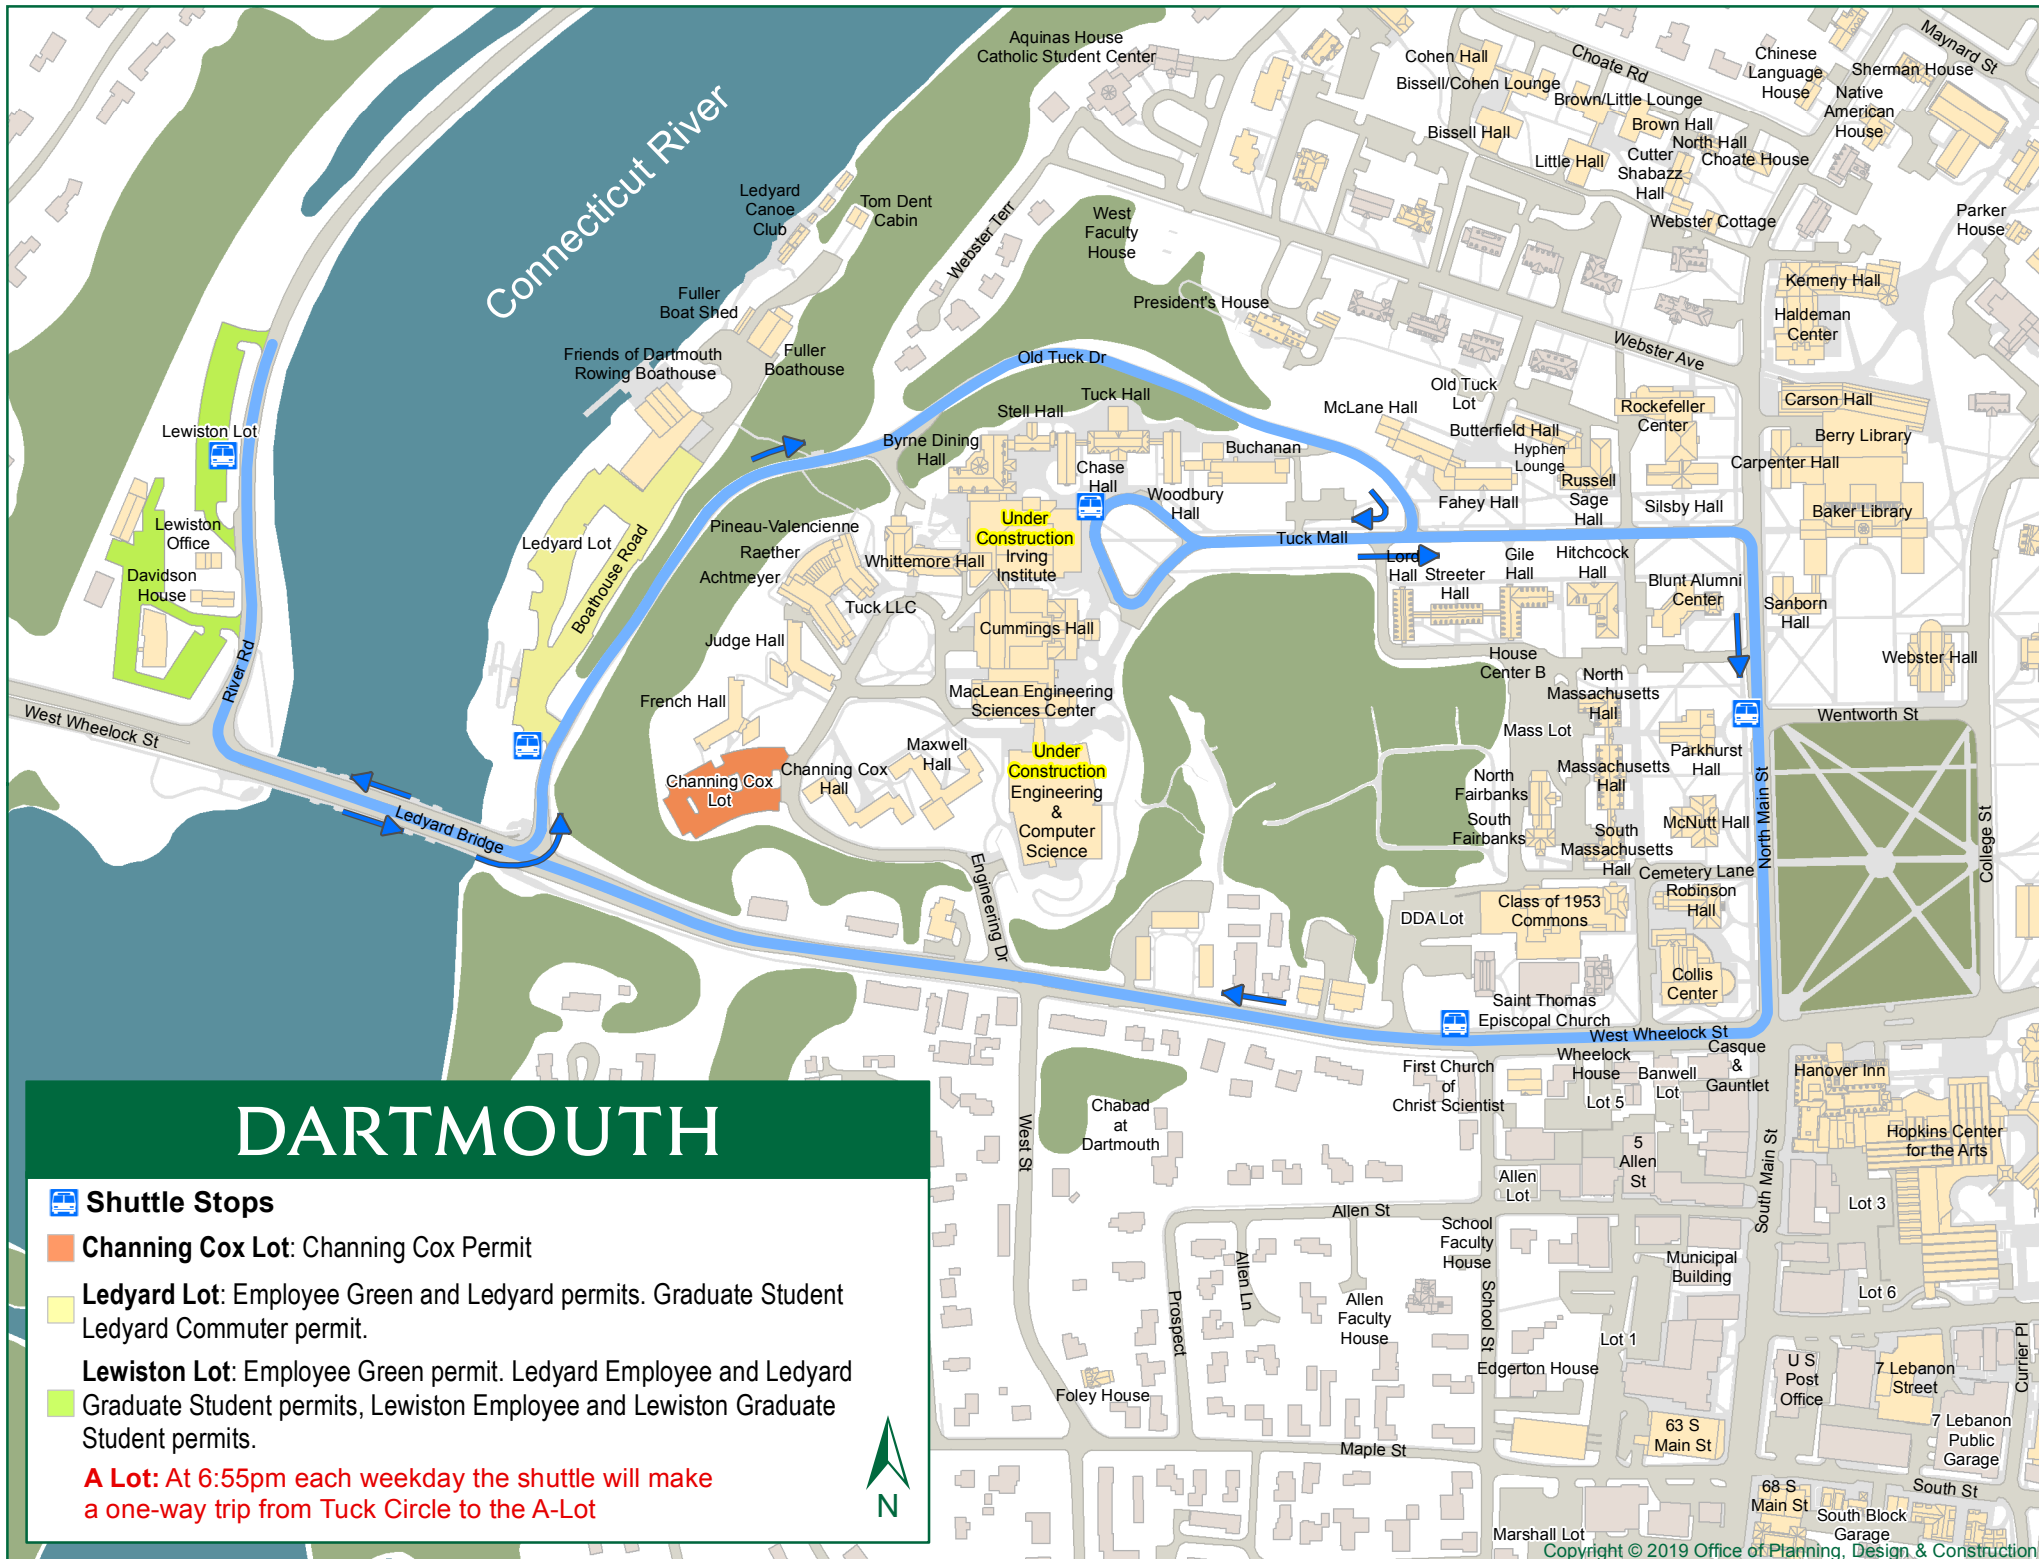 Aquinas House
Catholic Student Center
Cohen Hall
Bissell/Cohen Lounge
Choate Rd
Chinese
Language
House
Maynard St
Sherman House
Native
American
House
Brown/Little Lounge
Bissell Hall
Brown Hall
North Hall
Choate House
Little Hall
Cutter
Shabazz
Hall
Webster Cottage
Parker
House
Connecticut River
Ledyard
Canoe
Club
Tom Dent
Cabin
Webster Terr
West
Faculty
House
Fuller
Boat Shed
President's House
Kemeny Hall
Haldeman
Center
Friends of Dartmouth
Rowing Boathouse
Fuller
Boathouse
Old Tuck Dr
Webster Ave
Old Tuck
Lot
Tuck Hall
Stell Hall
McLane Hall
Rockefeller
Center
Carson Hall
Lewiston Lot
Byrne Dining
Hall
Buchanan
Butterfield Hall
Hyphen
Lounge
Berry Library
Carpenter Hall
Chase
Hall
Woodbury
Hall
Fahey Hall
Russell
Sage
Hall
Silsby Hall
Baker Library
Lewiston
Office
Ledyard Lot
Boathouse Road
Pineau-Valencienne
Raether
Achtmeyer
Whittemore Hall
Under
Construction
Irving
Institute
Tuck Mall
Lord
Hall
Streeter
Hall
Gile
Hall
Hitchcock
Hall
Blunt Alumni
Center
Sanborn
Hall
Davidson
House
Tuck LLC
Judge Hall
Cummings Hall
House
Center B
Webster Hall
River Rd
French Hall
MacLean Engineering
Sciences Center
North
Massachusetts
Hall
Wentworth St
West Wheelock St
Mass Lot
Parkhurst
Hall
Channing Cox
Lot
Channing Cox
Hall
Maxwell
Hall
Under
Construction
Engineering
&
Computer
Science
North
Fairbanks
Massachusetts
Hall
North Main St
South
Fairbanks
South
Massachusetts
Hall
McNutt Hall
College St
Ledyard Bridge
Cemetery Lane
Robinson
Hall
Engineering Dr
DDA Lot
Class of 1953
Commons
Collis
Center
Saint Thomas
Episcopal Church
West Wheelock St
First Church
of
Christ Scientist
Wheelock
House
Banwell
Lot
Casque
&
Gauntlet
Hanover Inn
Lot 5
West St
Chabad
at
Dartmouth
5
Allen
St
Hopkins Center
for the Arts
Allen
Lot
South Main St
Lot 3
Allen St
School
Faculty
House
Municipal
Building
Allen Ln
Prospect
Allen
Faculty
House
School St
Lot 6
Lot 1
Edgerton House
Foley House
U S
Post
Office
7 Lebanon
Street
Currier Pl
63 S
Main St
7 Lebanon
Public
Garage
Maple St
68 S
Main St
South St
South Block
Garage
Marshall Lot
DARTMOUTH
Shuttle Stops
Channing Cox Lot: Channing Cox Permit
Ledyard Lot: Employee Green and Ledyard permits. Graduate Student
Ledyard Commuter permit.
Lewiston Lot: Employee Green permit. Ledyard Employee and Ledyard
Graduate Student permits, Lewiston Employee and Lewiston Graduate
Student permits.
A Lot: At 6:55pm each weekday the shuttle will make
a one-way trip from Tuck Circle to the A-Lot
N
Copyright © 2019 Office of Planning, Design & Construction